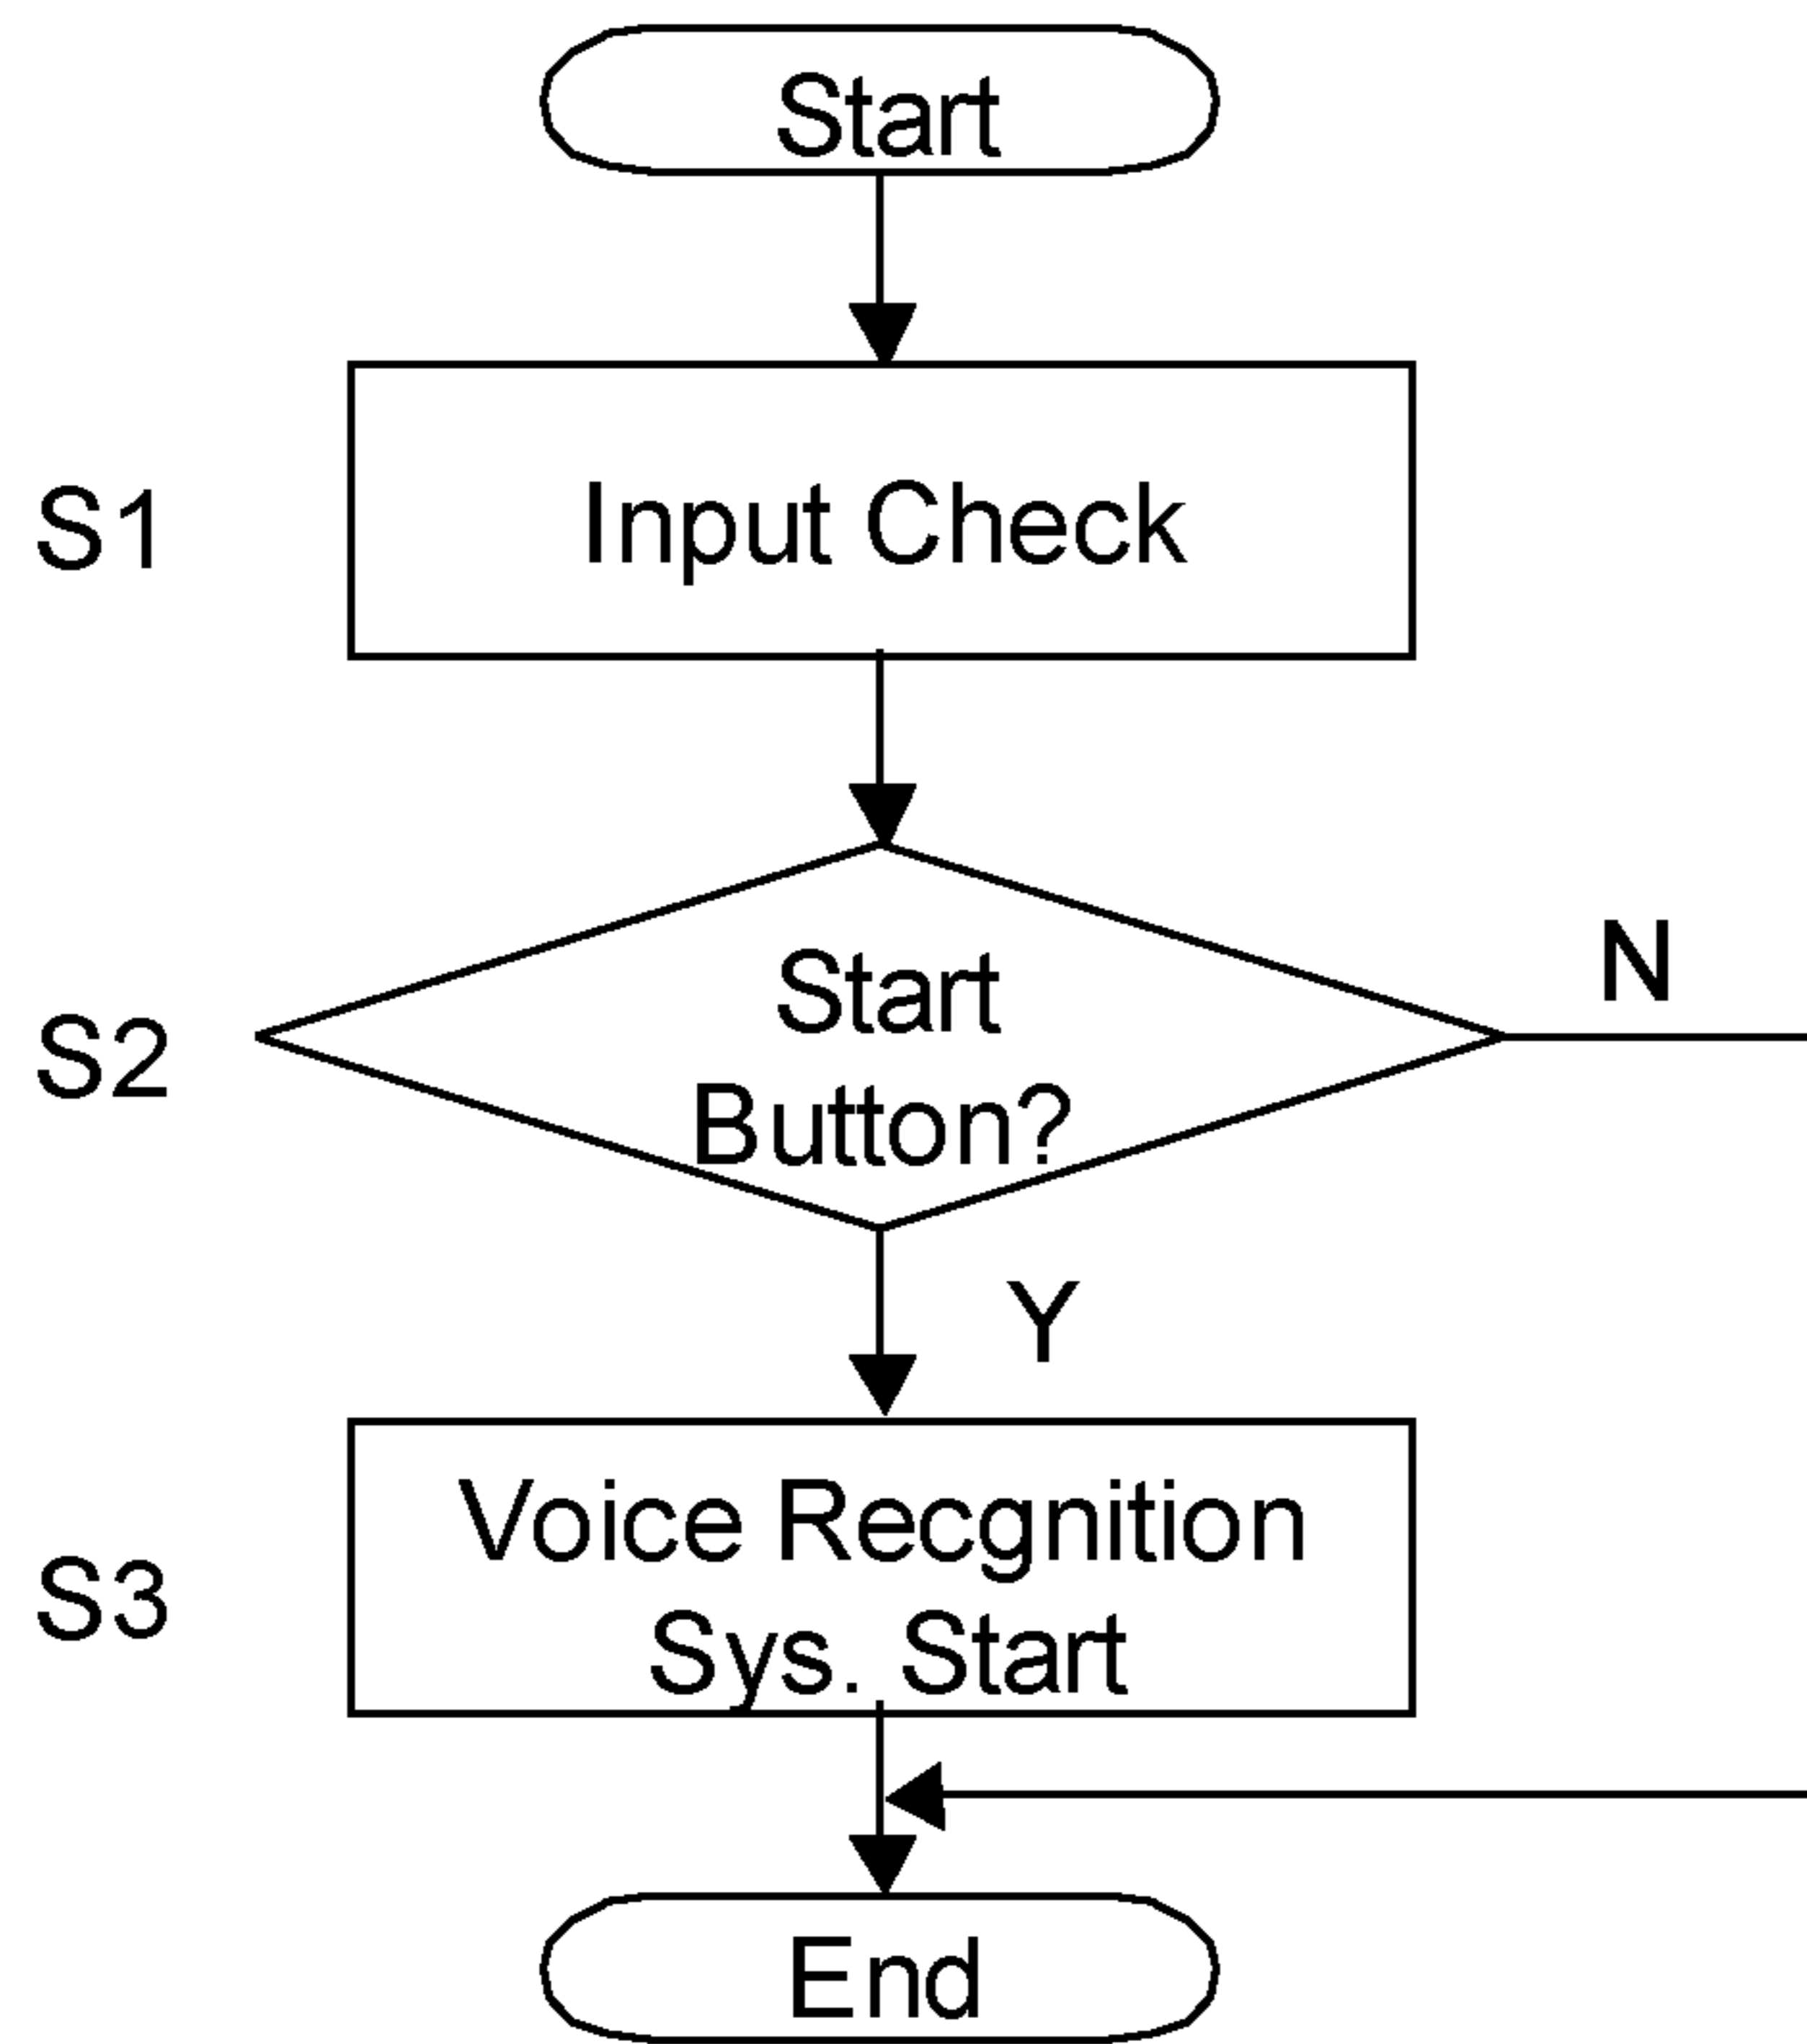 Start
S1
Input Check
Start
Button?
N
S2
Y
Voice Recgnition
Sys. Start
S3
End